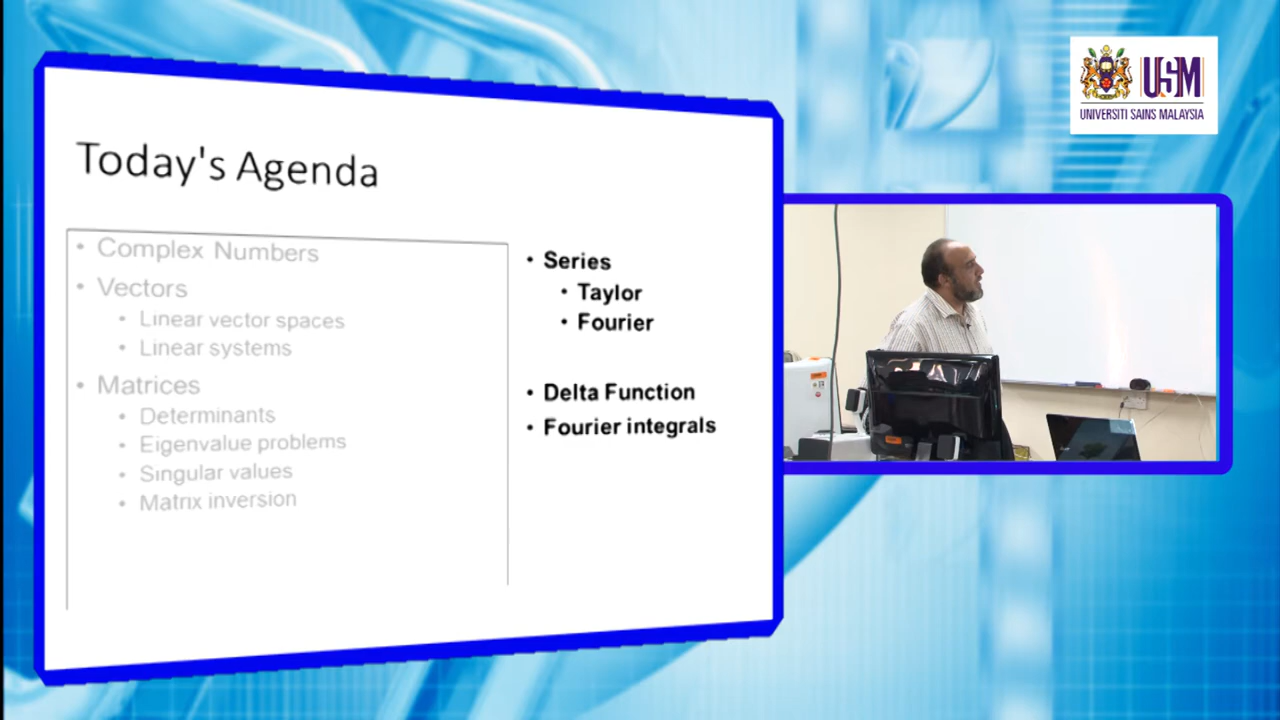 Today's Agenda
• Complex Numbers
• Vectors
• Linear vector spaces
• Linear systems
• Matrices
• Determinants
• Eigenvalue problems
• Singular values
• Matrix inversion
• Series
• Taylor
• Fourier
• Delta Function
• Fourier integrals
USM
UNIVERSITI SAINS MALAYSIA